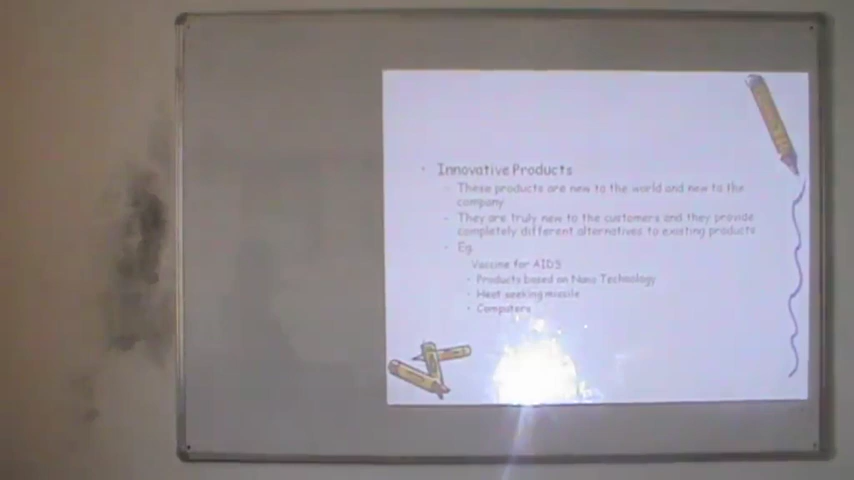 • Innovative Products
– These products are new to the world and new to the
company
– They are truly new to the customers and they provide
completely different alternatives to existing products
• Eg.
Vaccine for AIDS
• Products based on Nano Technology
• Heat seeking missile
• Computers